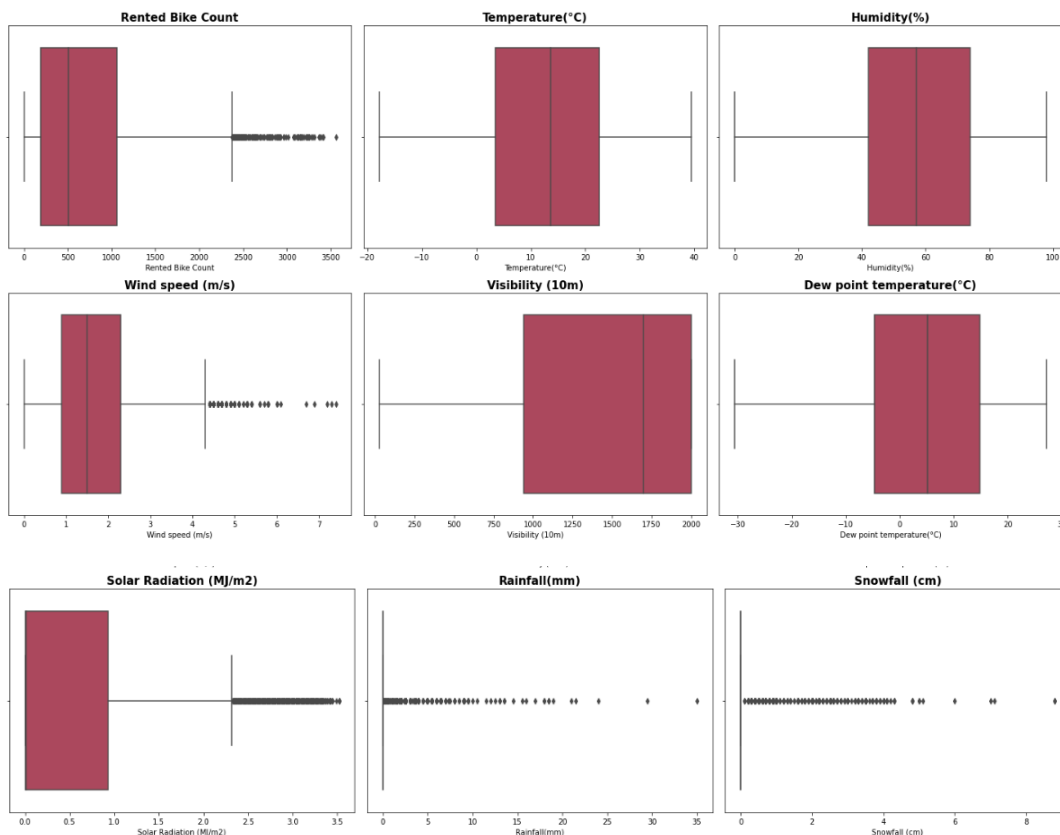 Rented Bike Count Temperature(°C) Humidity(%)
0 500 1000 1500 2000 2500 3000 3500 −20 −10 0 10 20 30 40 0 20 40 60 80 100
Rented Bike Count Temperature(°C) Humidity(%)
Wind speed (m/s) Visibility (10m) Dew point temperature(°C)
0 1 2 3 4 5 6 7 0 250 500 750 1000 1250 1500 1750 2000 −30 −20 −10 0 10 20
Wind speed (m/s) Visibility (10m) Dew point temperature(°C)
Solar Radiation (MJ/m2) Rainfall(mm) Snowfall (cm)
0.0 0.5 1.0 1.5 2.0 2.5 3.0 3.5 0 5 10 15 20 25 30 35 0 2 4 6 8
Solar Radiation (MJ/m2) Rainfall(mm) Snowfall (cm)